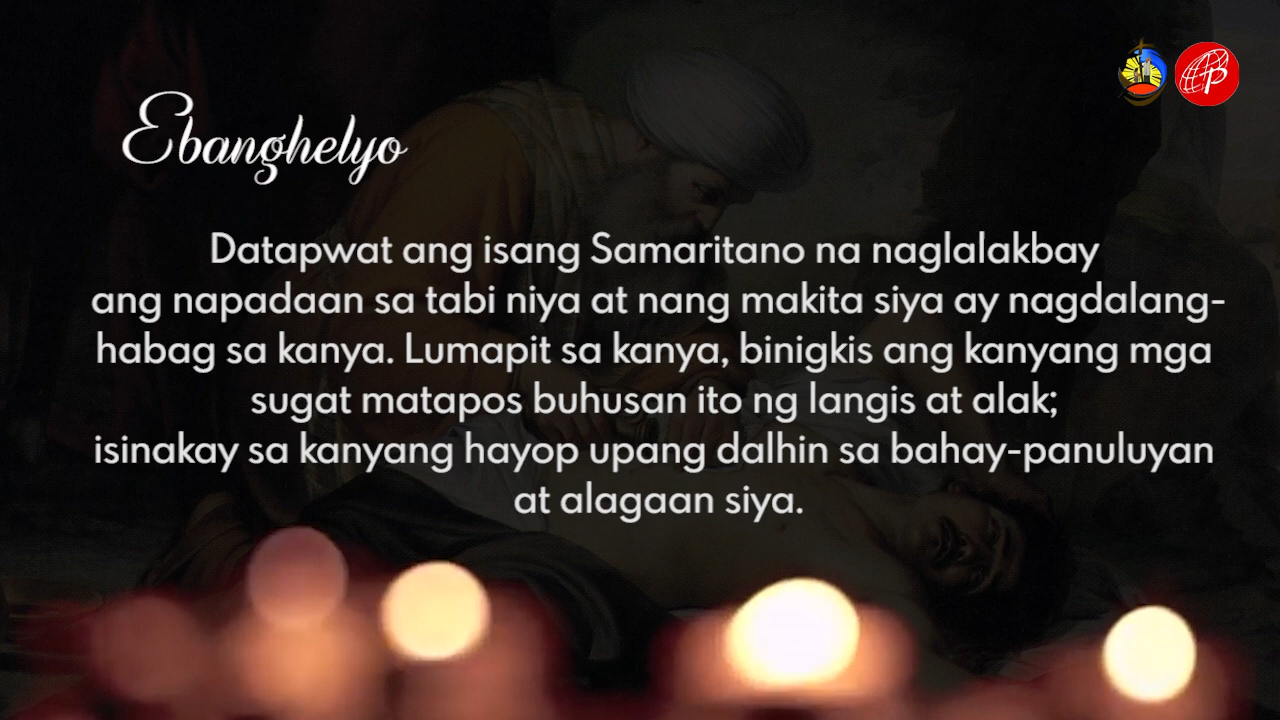 Ebanghelyo
Datapwat ang isang Samaritano na naglalakbay
ang napadaan sa tabi niya at nang makita siya ay nagdalang-
habag sa kanya. Lumapit sa kanya, binigkis ang kanyang mga
sugat matapos buhusan ito ng langis at alak;
isinakay sa kanyang hayop upang dalhin sa bahay-panuluyan
at alagaan siya.